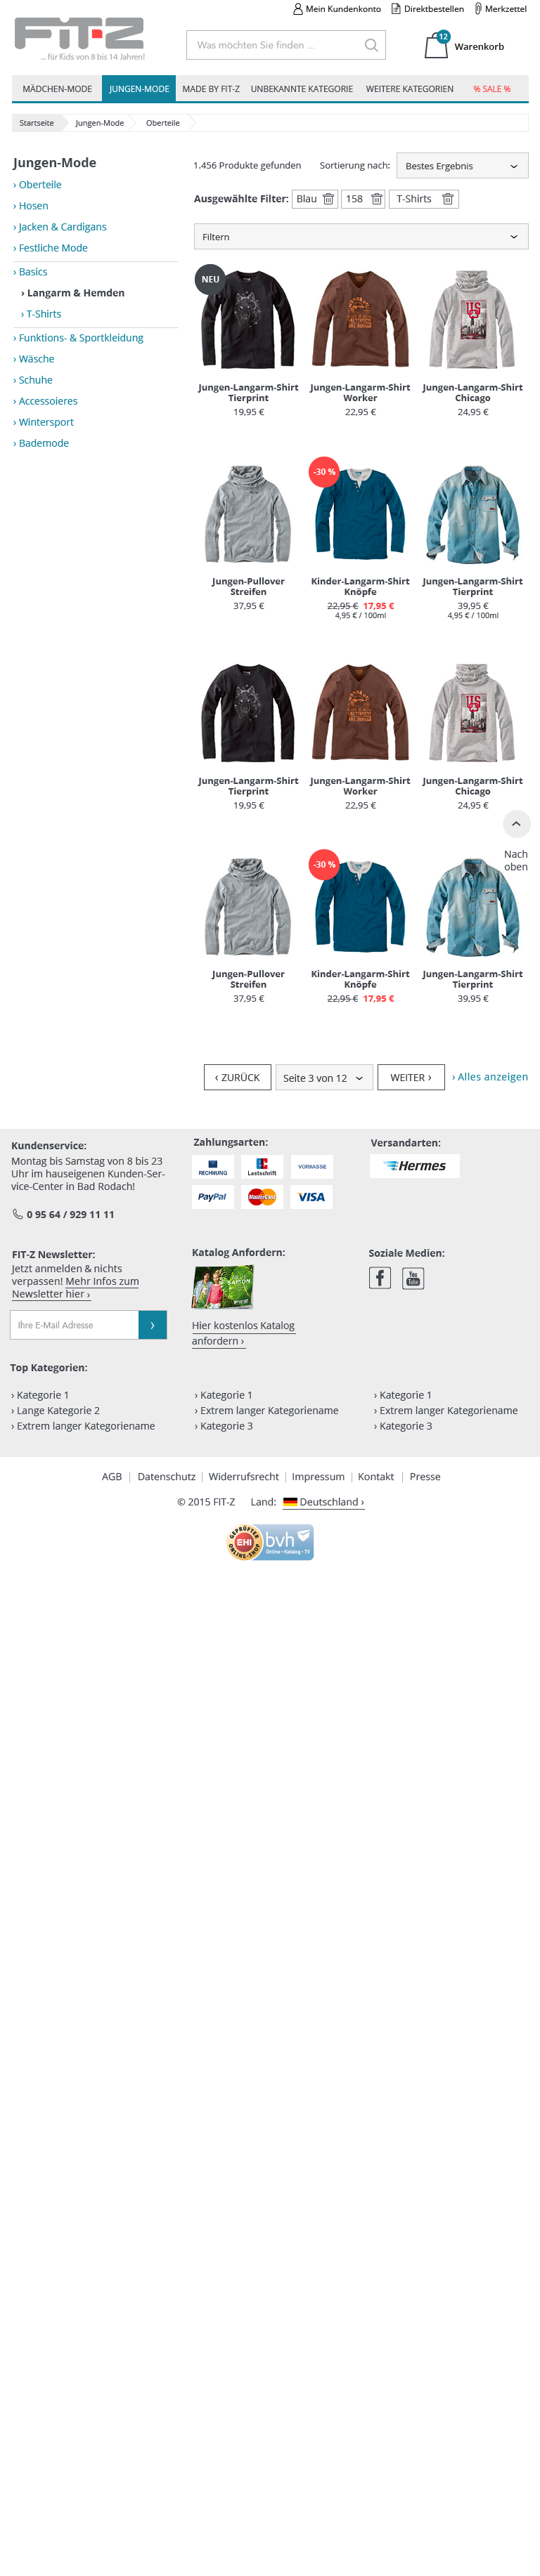 Mein Kundenkonto Direktbestellen Merkzettel
FIT-Z
... für Kids von 8 bis 14 Jahren!
Was möchten Sie finden ...
12
Warenkorb
MÄDCHEN-MODE JUNGEN-MODE MADE BY FIT-Z UNBEKANNTE KATEGORIE WEITERE KATEGORIEN % SALE %
Startseite Jungen-Mode Oberteile
Jungen-Mode
› Oberteile
› Hosen
› Jacken & Cardigans
› Festliche Mode
› Basics
› Langarm & Hemden
› T-Shirts
› Funktions- & Sportkleidung
› Wäsche
› Schuhe
› Accessoieres
› Wintersport
› Bademode
1.456 Produkte gefunden Sortierung nach: Bestes Ergebnis
Ausgewählte Filter: Blau 158 T-Shirts
Filtern
NEU
Jungen-Langarm-Shirt Jungen-Langarm-Shirt Jungen-Langarm-Shirt
Tierprint Worker Chicago
19,95 € 22,95 € 24,95 €
-30 %
Jungen-Pullover Kinder-Langarm-Shirt Jungen-Langarm-Shirt
Streifen Knöpfe Tierprint
37,95 € 22,95 € 17,95 € 39,95 €
4,95 € / 100ml 4,95 € / 100ml
Jungen-Langarm-Shirt Jungen-Langarm-Shirt Jungen-Langarm-Shirt
Tierprint Worker Chicago
19,95 € 22,95 € 24,95 €
Nach
oben
-30 %
Jungen-Pullover Kinder-Langarm-Shirt Jungen-Langarm-Shirt
Streifen Knöpfe Tierprint
37,95 € 22,95 € 17,95 € 39,95 €
‹ ZURÜCK Seite 3 von 12 WEITER › › Alles anzeigen
Kundenservice:
Montag bis Samstag von 8 bis 23
Uhr im hauseigenen Kunden-Ser-
vice-Center in Bad Rodach!
0 95 64 / 929 11 11
Zahlungsarten:
RECHNUNG Lastschrift VORKASSE
PayPal MasterCard VISA
Versandarten:
Hermes
FIT-Z Newsletter:
Jetzt anmelden & nichts
verpassen! Mehr Infos zum
Newsletter hier ›
Ihre E-Mail Adresse ›
Katalog Anfordern:
Hier kostenlos Katalog
anfordern ›
Soziale Medien:
f You Tube
Top Kategorien:
› Kategorie 1 › Kategorie 1 › Kategorie 1
› Lange Kategorie 2 › Extrem langer Kategoriename › Extrem langer Kategoriename
› Extrem langer Kategoriename › Kategorie 3 › Kategorie 3
AGB | Datenschutz | Widerrufsrecht | Impressum | Kontakt | Presse
© 2015 FIT-Z Land: Deutschland ›
GEPRÜFTER ONLINE-SHOP EHI bvh
Online • Katalog • TV